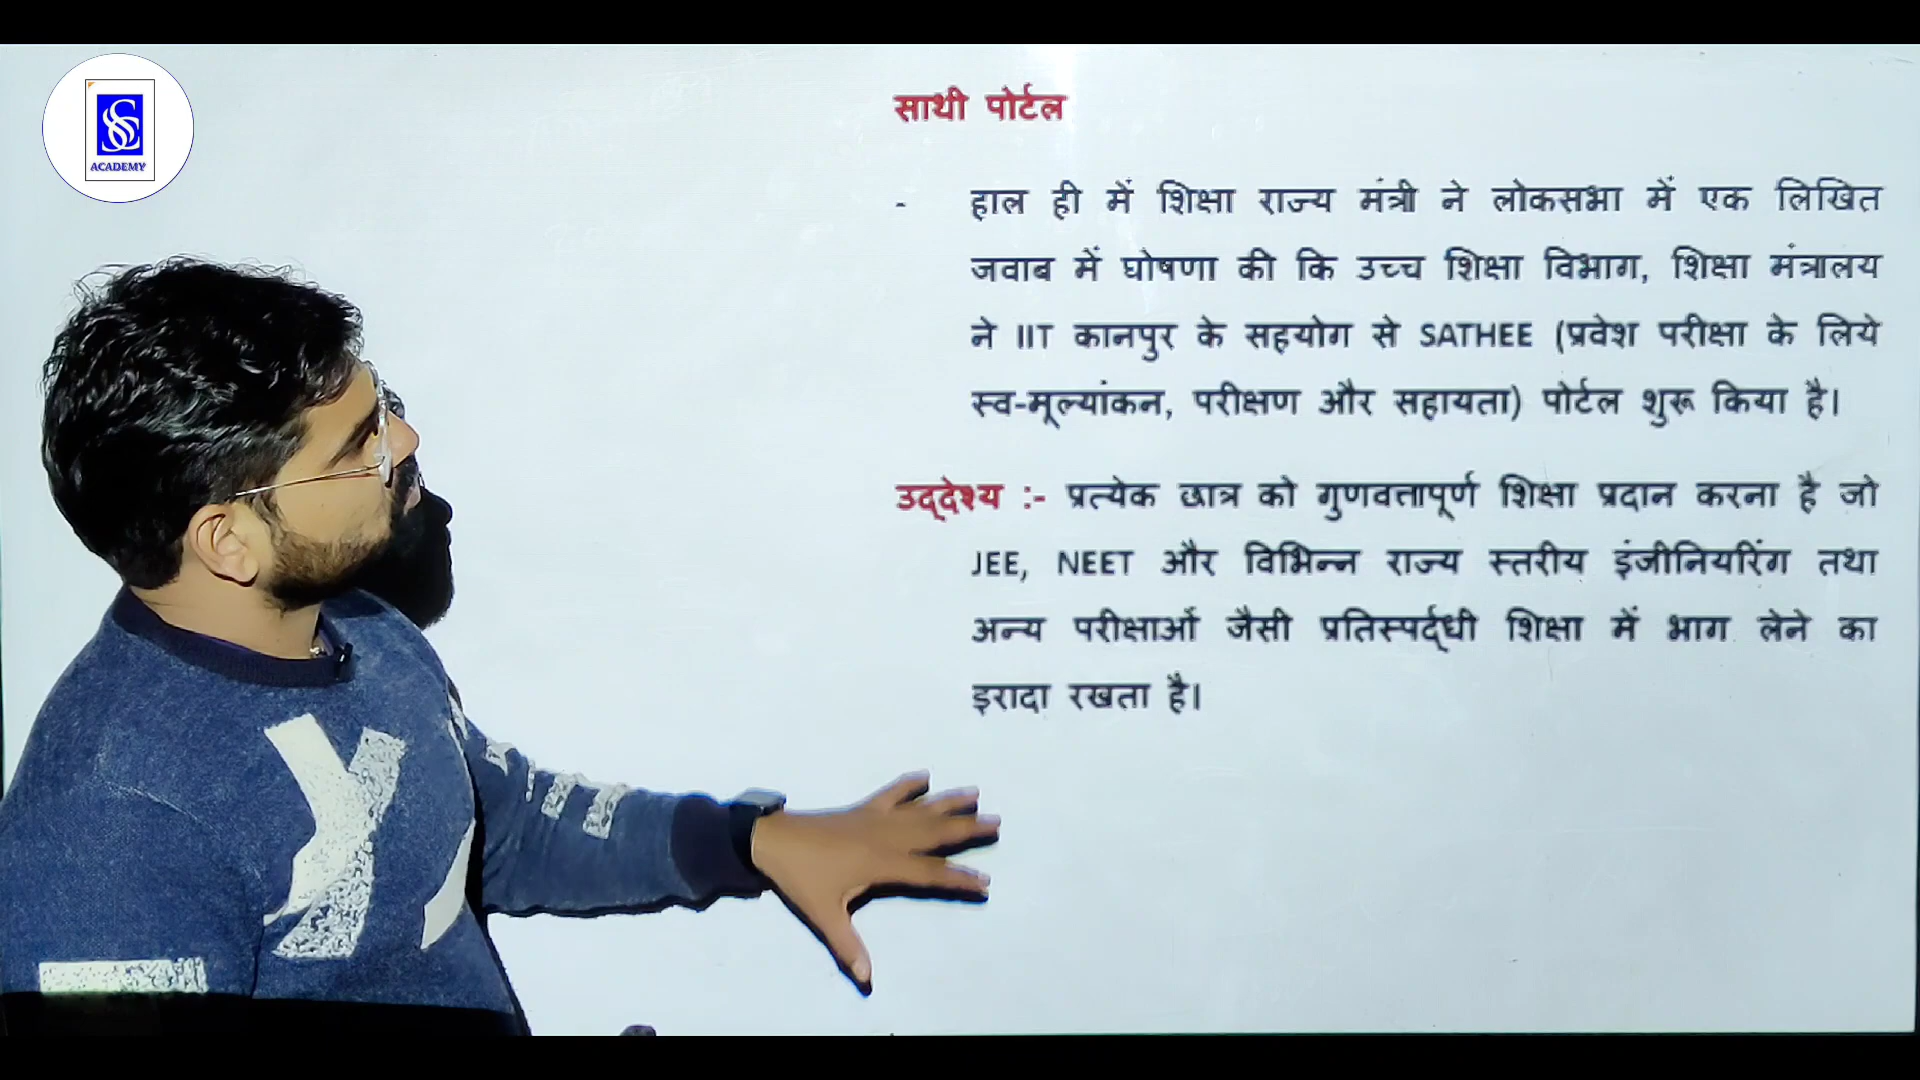 SSC
ACADEMY
साथी पोर्टल
- हाल ही में शिक्षा राज्य मंत्री ने लोकसभा में एक लिखित
जवाब में घोषणा की कि उच्च शिक्षा विभाग, शिक्षा मंत्रालय
ने IIT कानपुर के सहयोग से SATHEE (प्रवेश परीक्षा के लिये
स्व-मूल्यांकन, परीक्षण और सहायता) पोर्टल शुरू किया है।
उद्देश्य :- प्रत्येक छात्र को गुणवत्तापूर्ण शिक्षा प्रदान करना है जो
JEE, NEET और विभिन्न राज्य स्तरीय इंजीनियरिंग तथा
अन्य परीक्षाओं जैसी प्रतिस्पर्द्धी शिक्षा में भाग लेने का
इरादा रखता है।